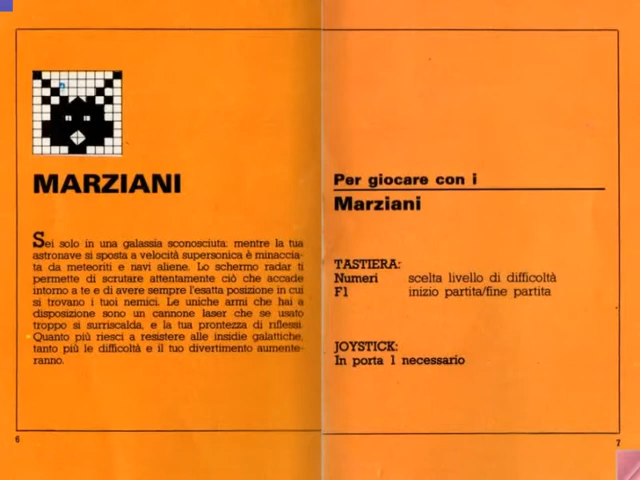 MARZIANI
Sei solo in una galassia sconosciuta: mentre la tua
astronave si sposta a velocità supersonica è minaccia-
ta da meteoriti e navi aliene. Lo schermo radar ti
permette di scrutare attentamente ciò che accade
intorno a te e di avere sempre l'esatta posizione in cui
si trovano i tuoi nemici. Le uniche armi che hai a
disposizione sono un cannone laser che se usato
troppo si surriscalda, e la tua prontezza di riflessi.
Quanto più riesci a resistere alle insidie galattiche,
tanto più le difficoltà e il tuo divertimento aumente-
ranno.
6
Per giocare con i
Marziani
TASTIERA:
Numeri scelta livello di difficoltà
F1 inizio partita/fine partita
JOYSTICK:
In porta 1 necessario
7